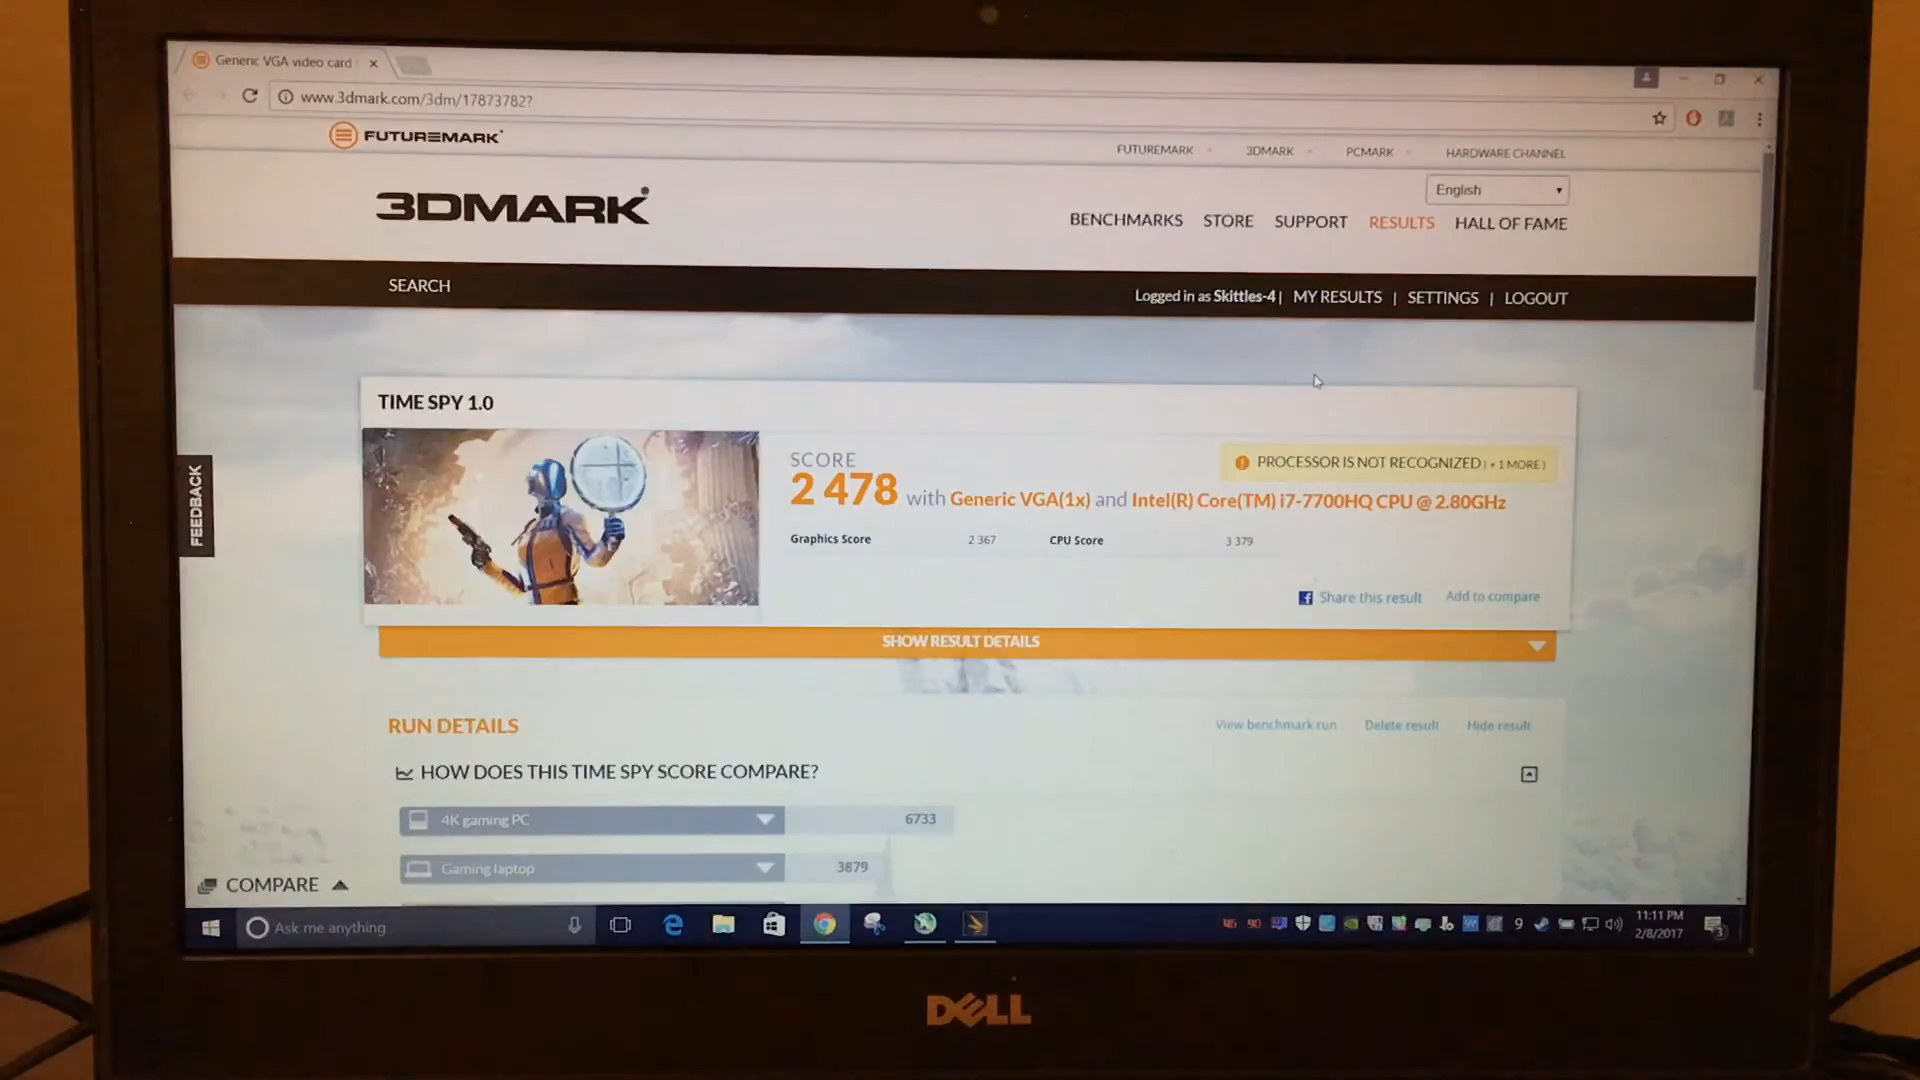 Generic VGA video card
www.3dmark.com/3dm/17873782?
FUTUREMARK
FUTUREMARK 3DMARK PCMARK HARDWARE CHANNEL
English
3DMARK
BENCHMARKS STORE SUPPORT RESULTS HALL OF FAME
SEARCH
Logged in as Skittles-4 | MY RESULTS | SETTINGS | LOGOUT
TIME SPY 1.0
SCORE
PROCESSOR IS NOT RECOGNIZED ( + 1 MORE )
2 478 with Generic VGA(1x) and Intel(R) Core(TM) i7-7700HQ CPU @ 2.80GHz
Graphics Score 2 367 CPU Score 3 379
FEEDBACK
Share this result Add to compare
SHOW RESULT DETAILS
RUN DETAILS
View benchmark run Delete result Hide result
HOW DOES THIS TIME SPY SCORE COMPARE?
4K gaming PC 6733
Gaming laptop 3879
COMPARE
Ask me anything
9
11:11 PM
2/8/2017
3
DELL